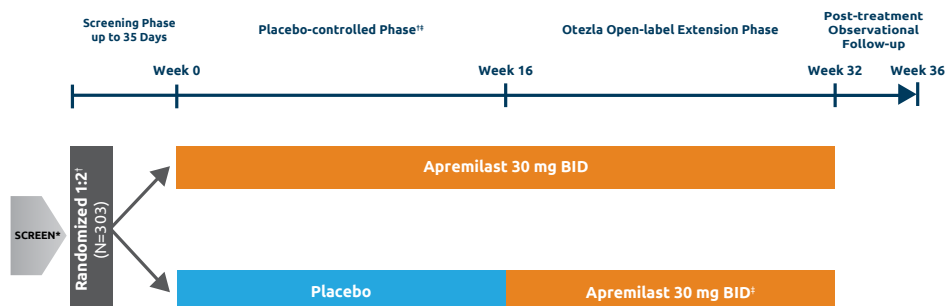 Screening Phase
up to 35 Days
Placebo-controlled Phase†‡
Otezla Open-label Extension Phase
Post-treatment
Observational
Follow-up
Week 0
Week 16
Week 32
Week 36
SCREEN*
Randomized 1:2†
(N=303)
Apremilast 30 mg BID
Placebo
Apremilast 30 mg BID‡